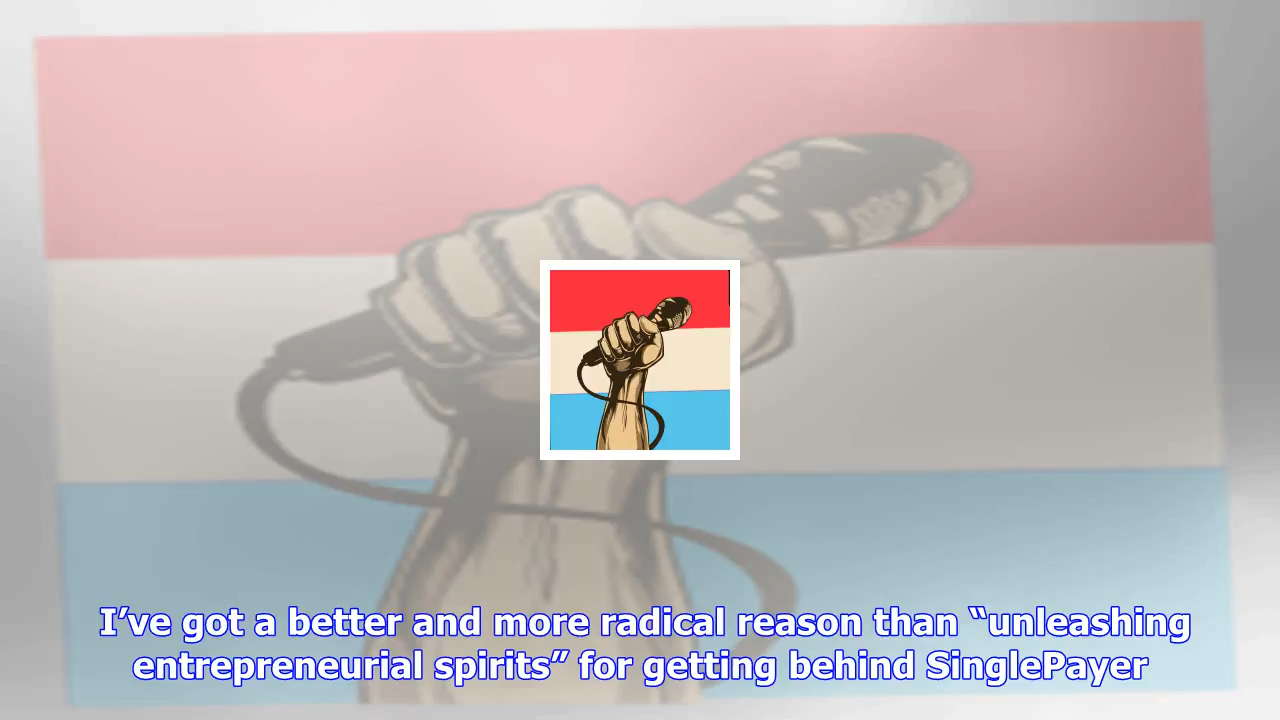 I’ve got a better and more radical reason than “unleashing
entrepreneurial spirits” for getting behind SinglePayer